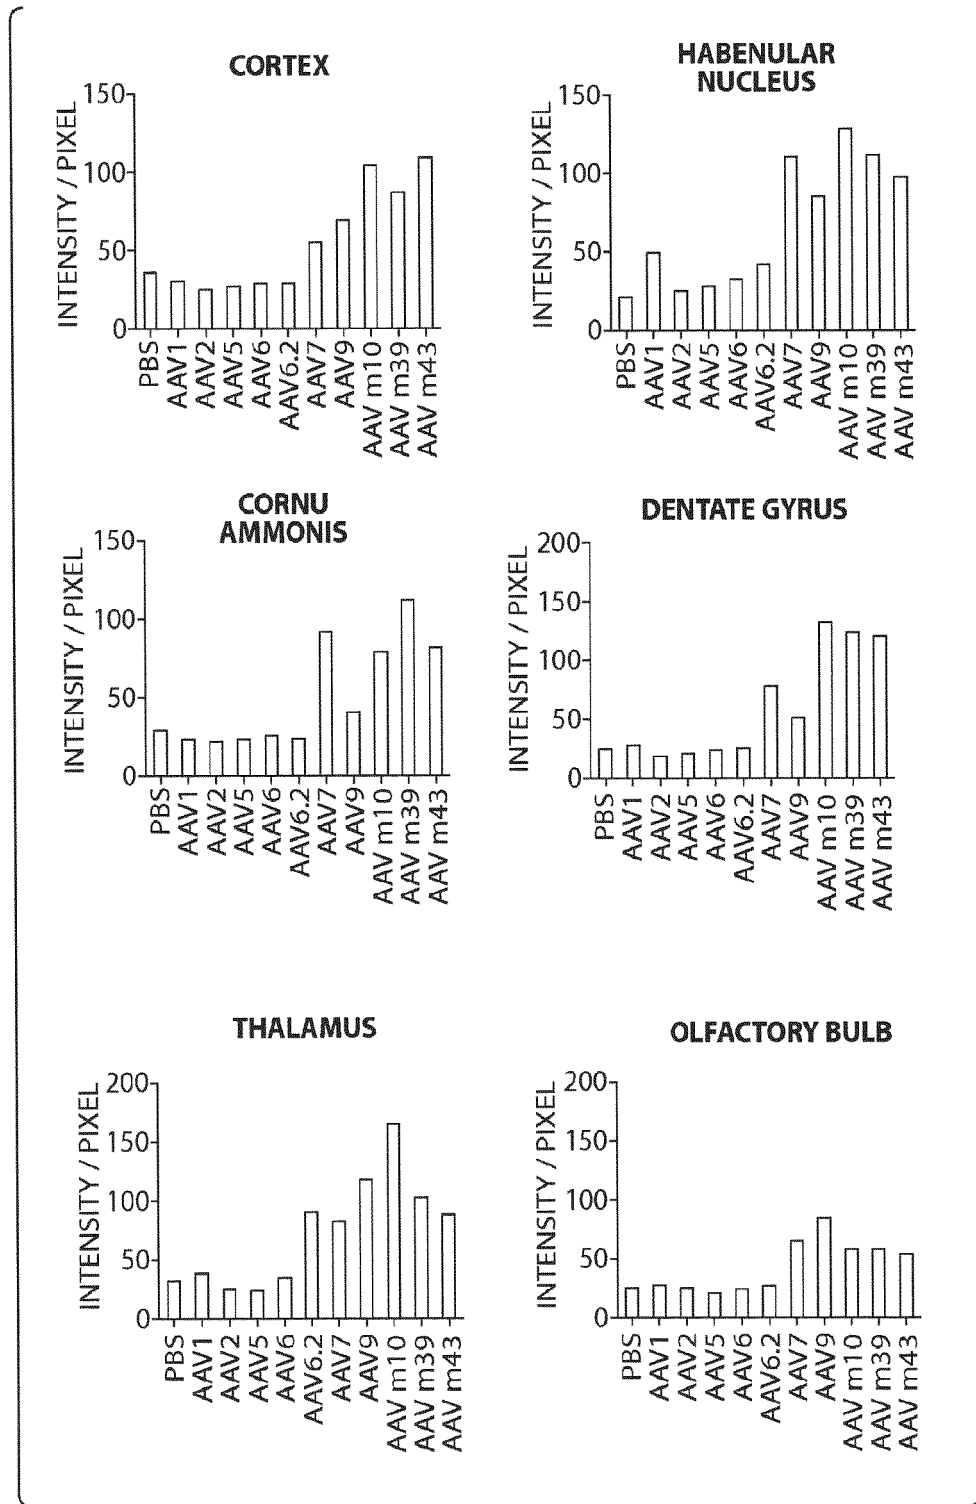 CORTEX
INTENSITY / PIXEL
150
100
50
0
PBS
AAV1
AAV2
AAV5
AAV6
AAV6.2
AAV7
AAV9
AAV m10
AAV m39
AAV m43
HABENULAR
NUCLEUS
INTENSITY / PIXEL
150
100
50
0
PBS
AAV1
AAV2
AAV5
AAV6
AAV6.2
AAV7
AAV9
AAV m10
AAV m39
AAV m43
CORNU
AMMONIS
INTENSITY / PIXEL
150
100
50
0
PBS
AAV1
AAV2
AAV5
AAV6
AAV6.2
AAV7
AAV9
AAV m10
AAV m39
AAV m43
DENTATE GYRUS
INTENSITY / PIXEL
200
150
100
50
0
PBS
AAV1
AAV2
AAV5
AAV6
AAV6.2
AAV7
AAV9
AAV m10
AAV m39
AAV m43
THALAMUS
INTENSITY / PIXEL
200
150
100
50
0
PBS
AAV1
AAV2
AAV5
AAV6
AAV6.2
AAV7
AAV9
AAV m10
AAV m39
AAV m43
OLFACTORY BULB
INTENSITY / PIXEL
200
150
100
50
0
PBS
AAV1
AAV2
AAV5
AAV6
AAV6.2
AAV7
AAV9
AAV m10
AAV m39
AAV m43